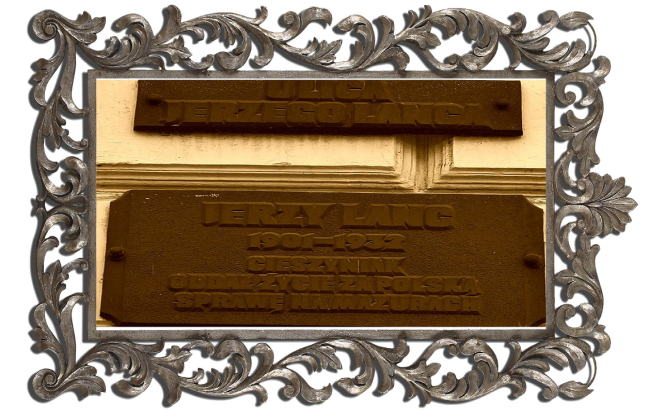 ULICA
JERZEGO LANCA
JERZY LANC
1901–1932
CIESZYNIAK
ODDAŁ ŻYCIE ZA POLSKĄ
SPRAWĘ NA MAZURACH